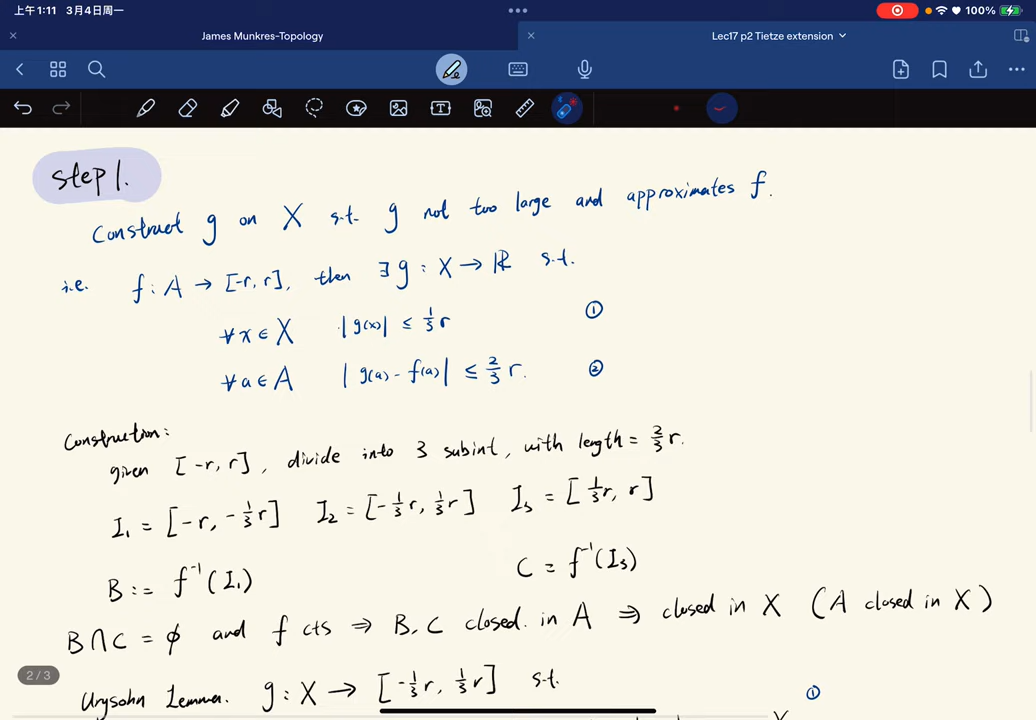 上午1:11 3月4日周一
100%
James Munkres-Topology
Lec17 p2 Tietze extension
step 1.
Construct g on X s.t. g not too large and approximates f.
i.e. f : A → [-r, r], then ∃ g : X → ℝ s.t.
∀ x ∈ X |g(x)| ≤ 1/3 r ①
∀ a ∈ A | g(a) - f(a)| ≤ 2/3 r. ②
Construction:
given [-r, r], divide into 3 subint, with length = 2/3 r.
I₁ = [-r, -1/3 r] I₂ = [-1/3 r, 1/3 r] I₃ = [1/3 r, r]
B := f⁻¹(I₁) C = f⁻¹(I₃)
B ∩ C = ϕ and f cts ⇒ B, C closed. in A ⇒ closed in X (A closed in X)
2 / 3
Urysohn Lemma. g : X → [-1/3 r, 1/3 r] s.t.
①